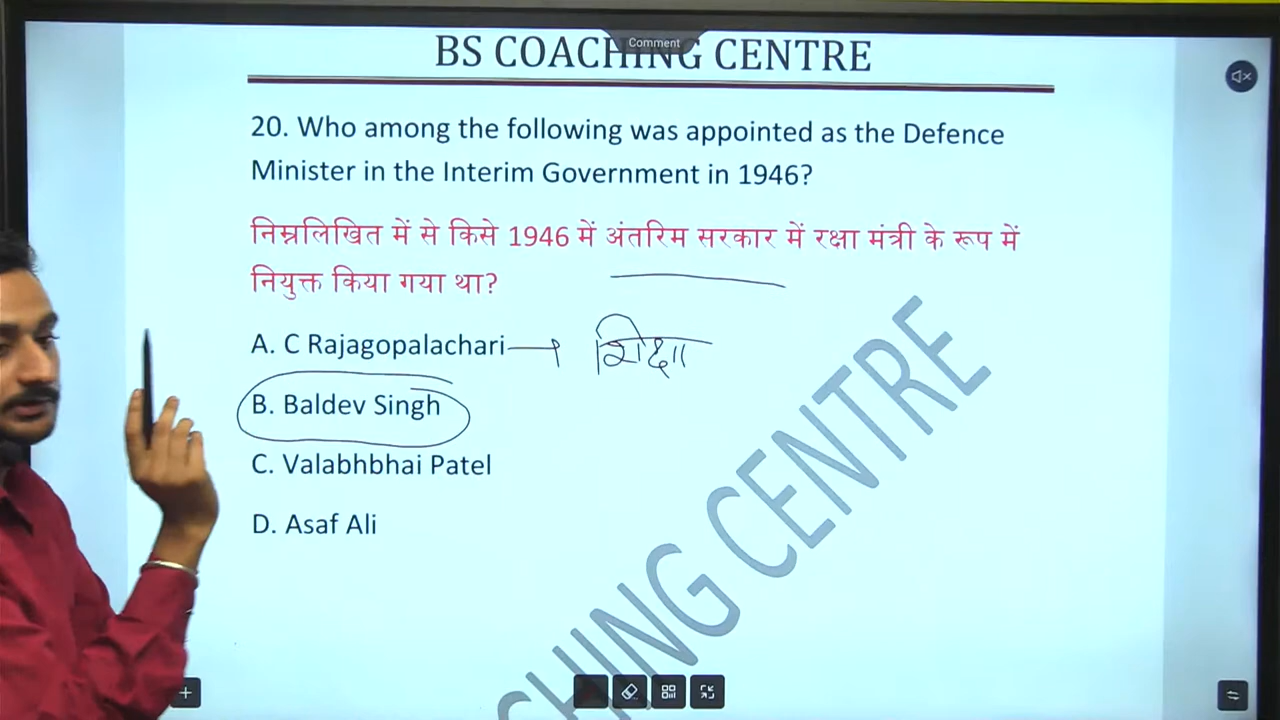 BS COACHING CENTRE
Comment
20. Who among the following was appointed as the Defence
Minister in the Interim Government in 1946?
निम्नलिखित में से किसे 1946 में अंतरिम सरकार में रक्षा मंत्री के रूप में
नियुक्त किया गया था?
A. C Rajagopalachari → शिक्षा
B. Baldev Singh
C. Valabhbhai Patel
D. Asaf Ali
CHING CENTRE